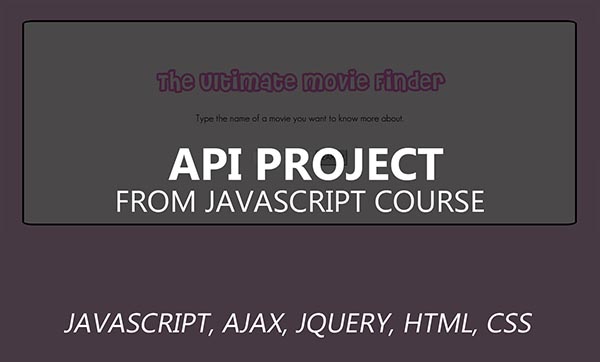 The Ultimate Movie Finder
Type the name of a movie you want to know more about.
API PROJECT
FROM JAVASCRIPT COURSE
JAVASCRIPT, AJAX, JQUERY, HTML, CSS